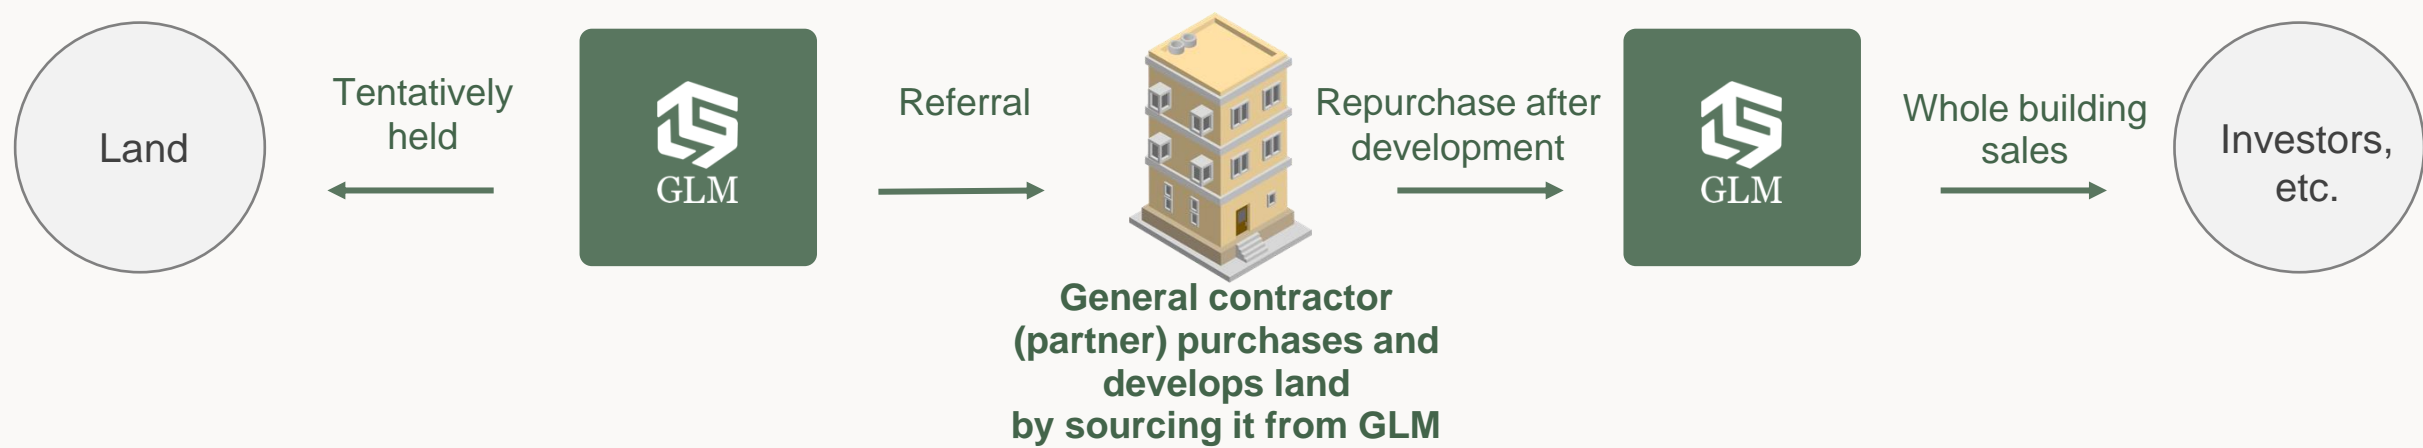 Land
Tentatively
held
GLM
Referral
General contractor
(partner) purchases and
develops land
by sourcing it from GLM
Repurchase after
development
GLM
Whole building
sales
Investors,
etc.